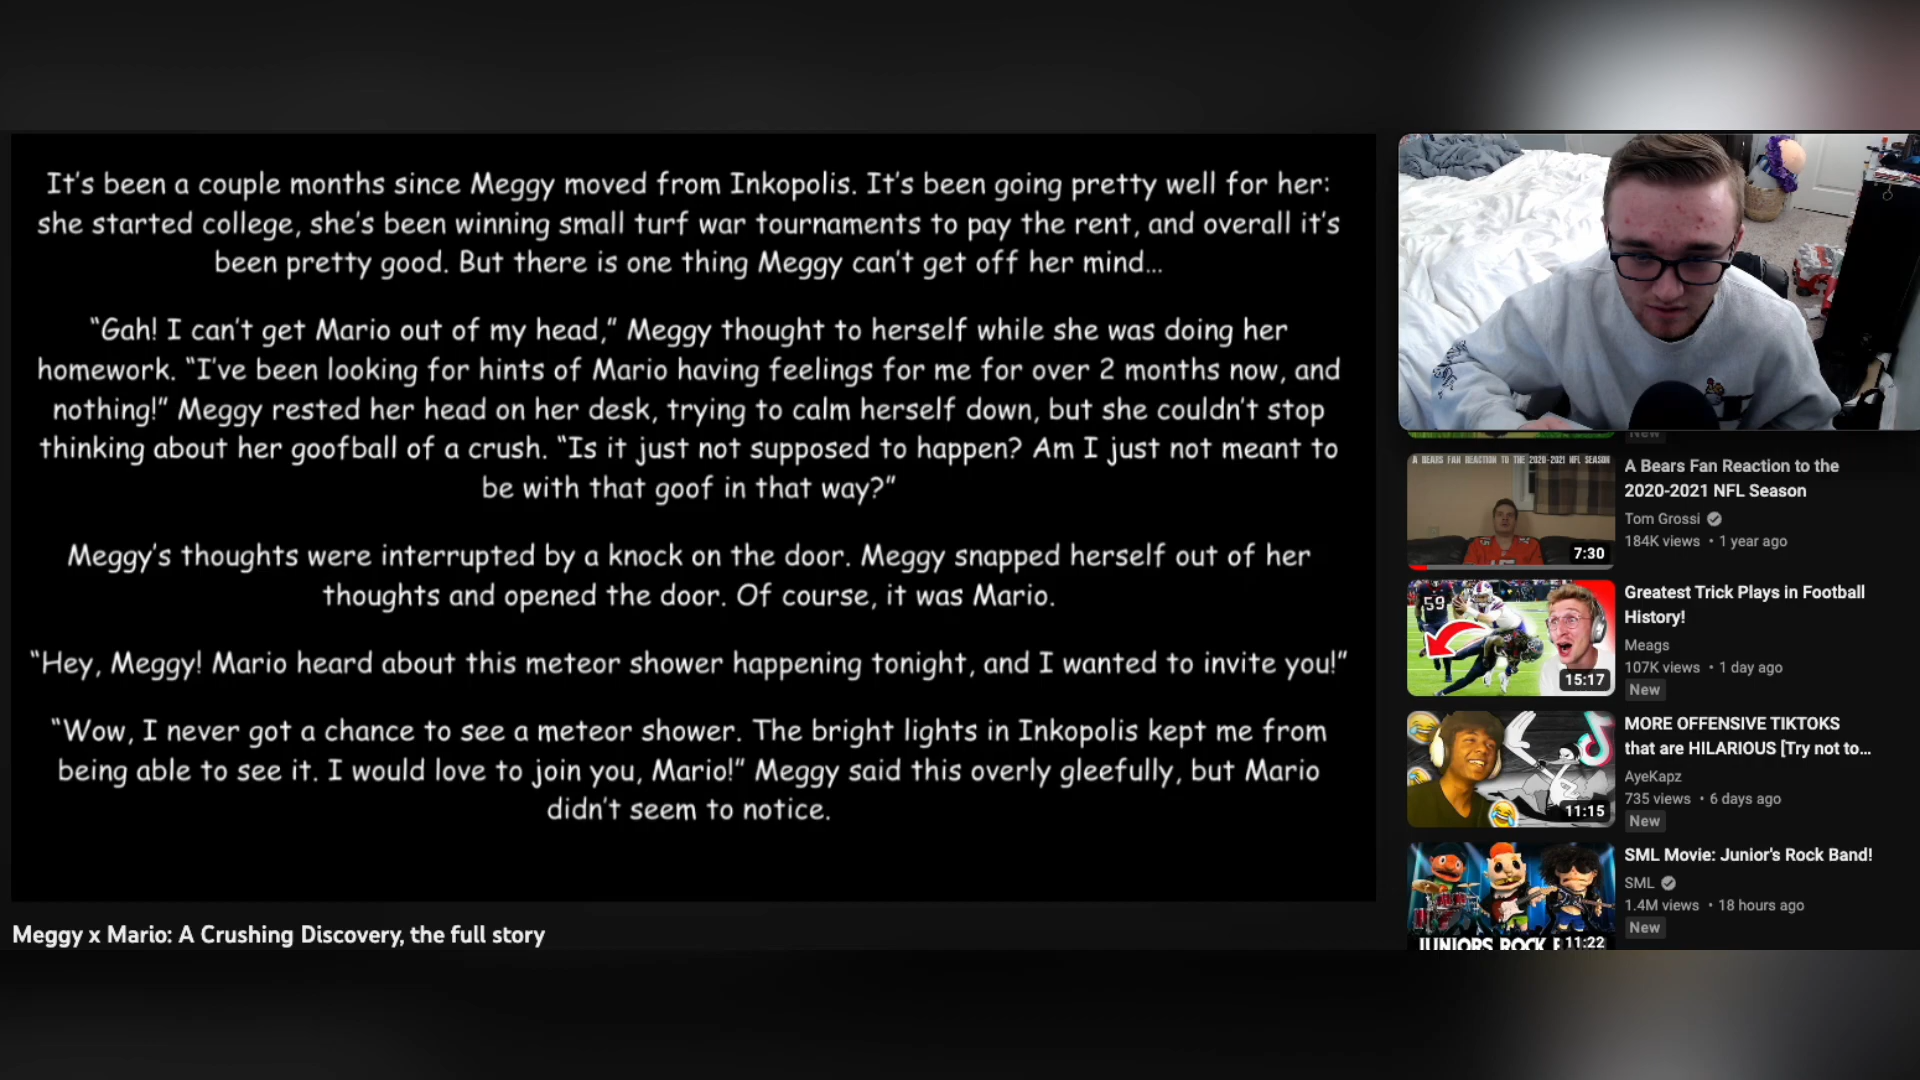 It's been a couple months since Meggy moved from Inkopolis. It's been going pretty well for her:
she started college, she's been winning small turf war tournaments to pay the rent, and overall it's
been pretty good. But there is one thing Meggy can't get off her mind...
“Gah! I can't get Mario out of my head,” Meggy thought to herself while she was doing her
homework. “I've been looking for hints of Mario having feelings for me for over 2 months now, and
nothing!” Meggy rested her head on her desk, trying to calm herself down, but she couldn't stop
thinking about her goofball of a crush. “Is it just not supposed to happen? Am I just not meant to
be with that goof in that way?”
Meggy's thoughts were interrupted by a knock on the door. Meggy snapped herself out of her
thoughts and opened the door. Of course, it was Mario.
“Hey, Meggy! Mario heard about this meteor shower happening tonight, and I wanted to invite you!”
“Wow, I never got a chance to see a meteor shower. The bright lights in Inkopolis kept me from
being able to see it. I would love to join you, Mario!” Meggy said this overly gleefully, but Mario
didn't seem to notice.
Meggy x Mario: A Crushing Discovery, the full story
New
A BEARS FAN REACTION TO THE 2020-2021 NFL SEASON
7:30
A Bears Fan Reaction to the
2020-2021 NFL Season
Tom Grossi
184K views • 1 year ago
59
15:17
Greatest Trick Plays in Football
History!
Meags
107K views • 1 day ago
New
11:15
MORE OFFENSIVE TIKTOKS
that are HILARIOUS [Try not to...
AyeKapz
735 views • 6 days ago
New
JUNIORS ROCK
11:22
SML Movie: Junior's Rock Band!
SML
1.4M views • 18 hours ago
New